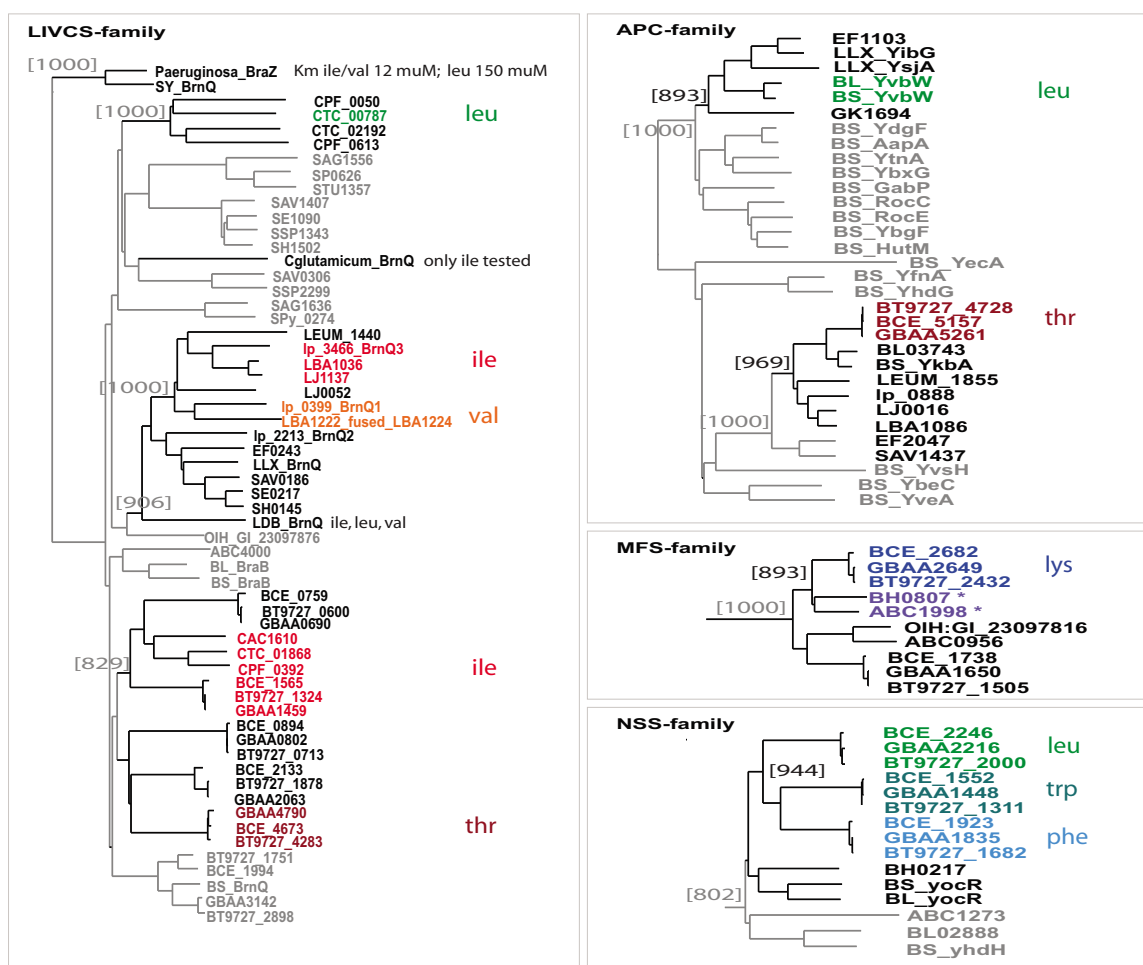 LIVCS-family
[1000]
Paeruginosa_BraZ Km ile/val 12 muM; leu 150 muM
SY_BrnQ
[1000]
CPF_0050
CTC_00787
leu
CTC_02192
CPF_0613
SAG1556
SP0626
STU1357
SAV1407
SE1090
SSP1343
SH1502
Cglutamicum_BrnQ only ile tested
SAV0306
SSP2299
SAG1636
SPy_0274
LEUM_1440
lp_3466_BrnQ3
ile
LBA1036
LJ1137
[1000]
LJ0052
lp_0399_BrnQ1
val
LBA1222_fused_LBA1224
lp_2213_BrnQ2
EF0243
LLX_BrnQ
SAV0186
SE0217
[906]
SH0145
LDB_BrnQ ile, leu, val
OIH_GI_23097876
ABC4000
BL_BraB
BS_BraB
BCE_0759
BT9727_0600
GBAA0690
CAC1610
CTC_01868
[829]
CPF_0392
ile
BCE_1565
BT9727_1324
GBAA1459
BCE_0894
GBAA0802
BT9727_0713
BCE_2133
BT9727_1878
GBAA2063
GBAA4790
BCE_4673
thr
BT9727_4283
BT9727_1751
BCE_1994
BS_BrnQ
GBAA3142
BT9727_2898
APC-family
EF1103
LLX_YibG
LLX_YsjA
BL_YvbW
leu
[893]
BS_YvbW
GK1694
[1000]
BS_YdgF
BS_AapA
BS_YtnA
BS_YbxG
BS_GabP
BS_RocC
BS_RocE
BS_YbgF
BS_HutM
BS_YecA
BS_YfnA
BS_YhdG
BT9727_4728
thr
BCE_5157
GBAA5261
BL03743
[969]
BS_YkbA
LEUM_1855
lp_0888
LJ0016
[1000]
LBA1086
EF2047
SAV1437
BS_YvsH
BS_YbeC
BS_YveA
MFS-family
BCE_2682
lys
[893]
GBAA2649
BT9727_2432
BH0807 *
[1000]
ABC1998 *
OIH:GI_23097816
ABC0956
BCE_1738
GBAA1650
BT9727_1505
NSS-family
BCE_2246
GBAA2216
leu
BT9727_2000
[944]
BCE_1552
GBAA1448
trp
BT9727_1311
BCE_1923
GBAA1835
phe
BT9727_1682
BH0217
BS_yocR
[802]
BL_yocR
ABC1273
BL02888
BS_yhdH